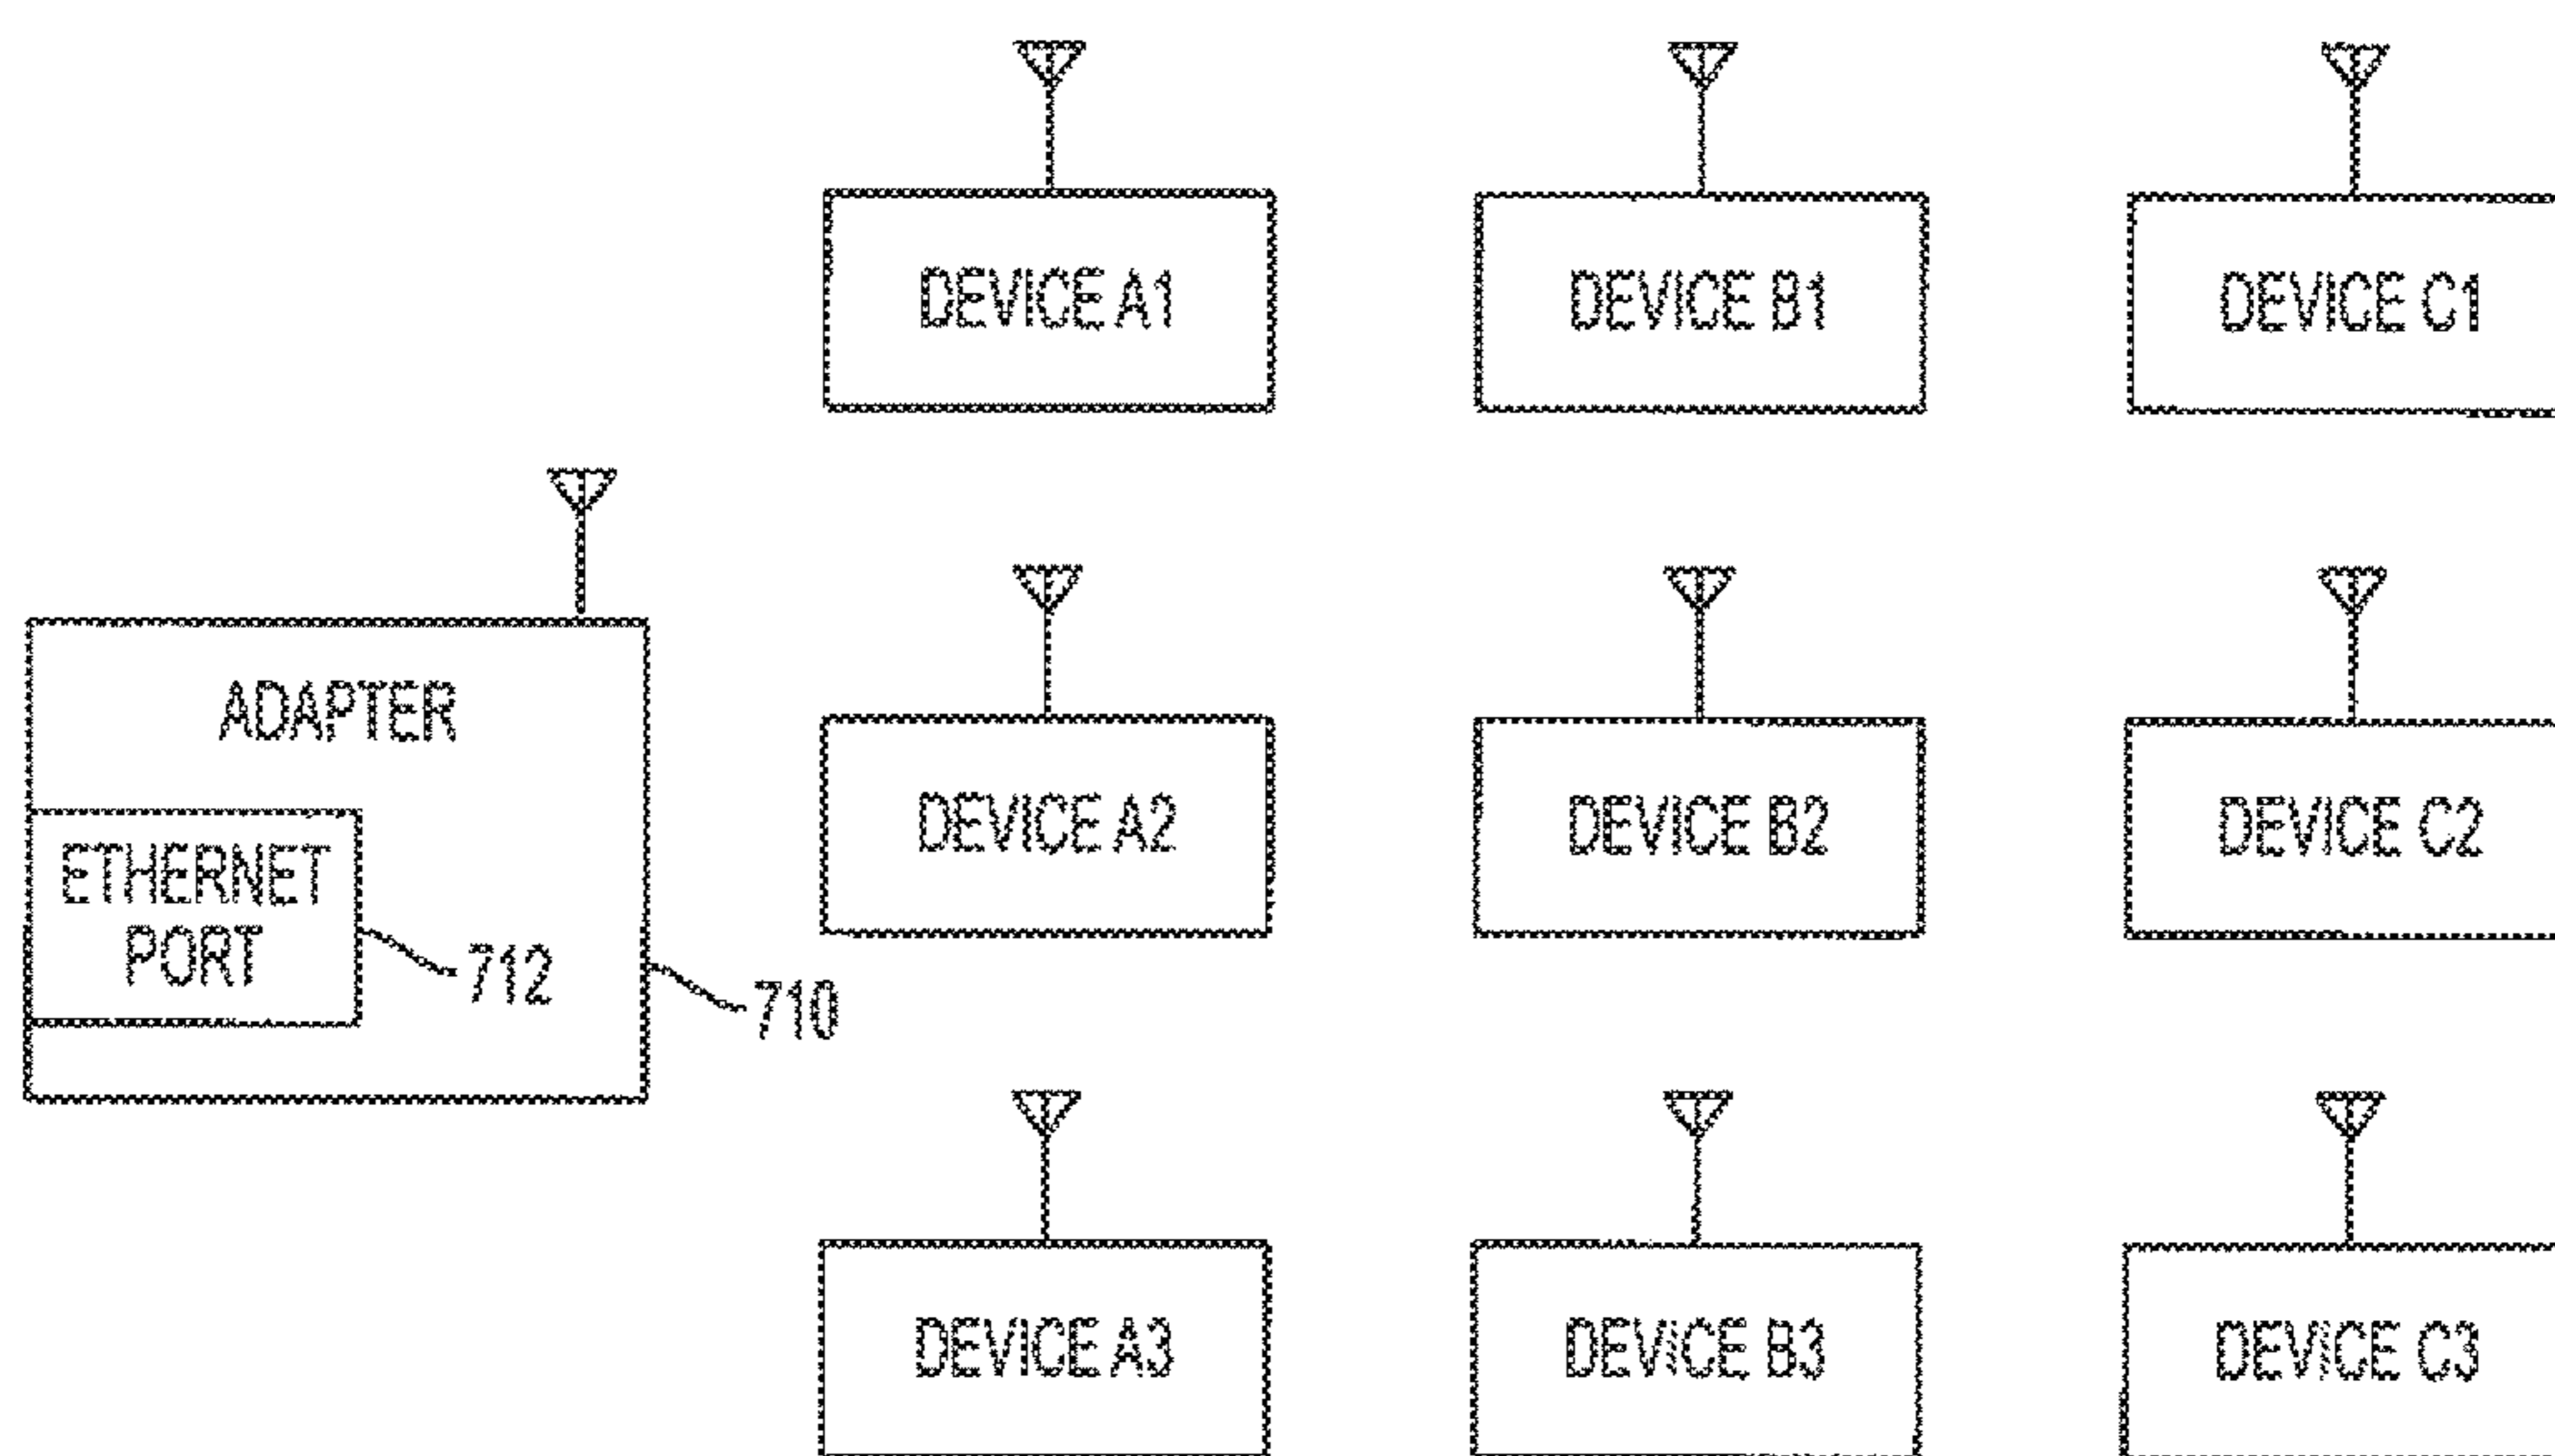 DEVICE A1
DEVICE B1
DEVICE C1
ADAPTER
ETHERNET
PORT
712
710
DEVICE A2
DEVICE B2
DEVICE C2
DEVICE A3
DEVICE B3
DEVICE C3